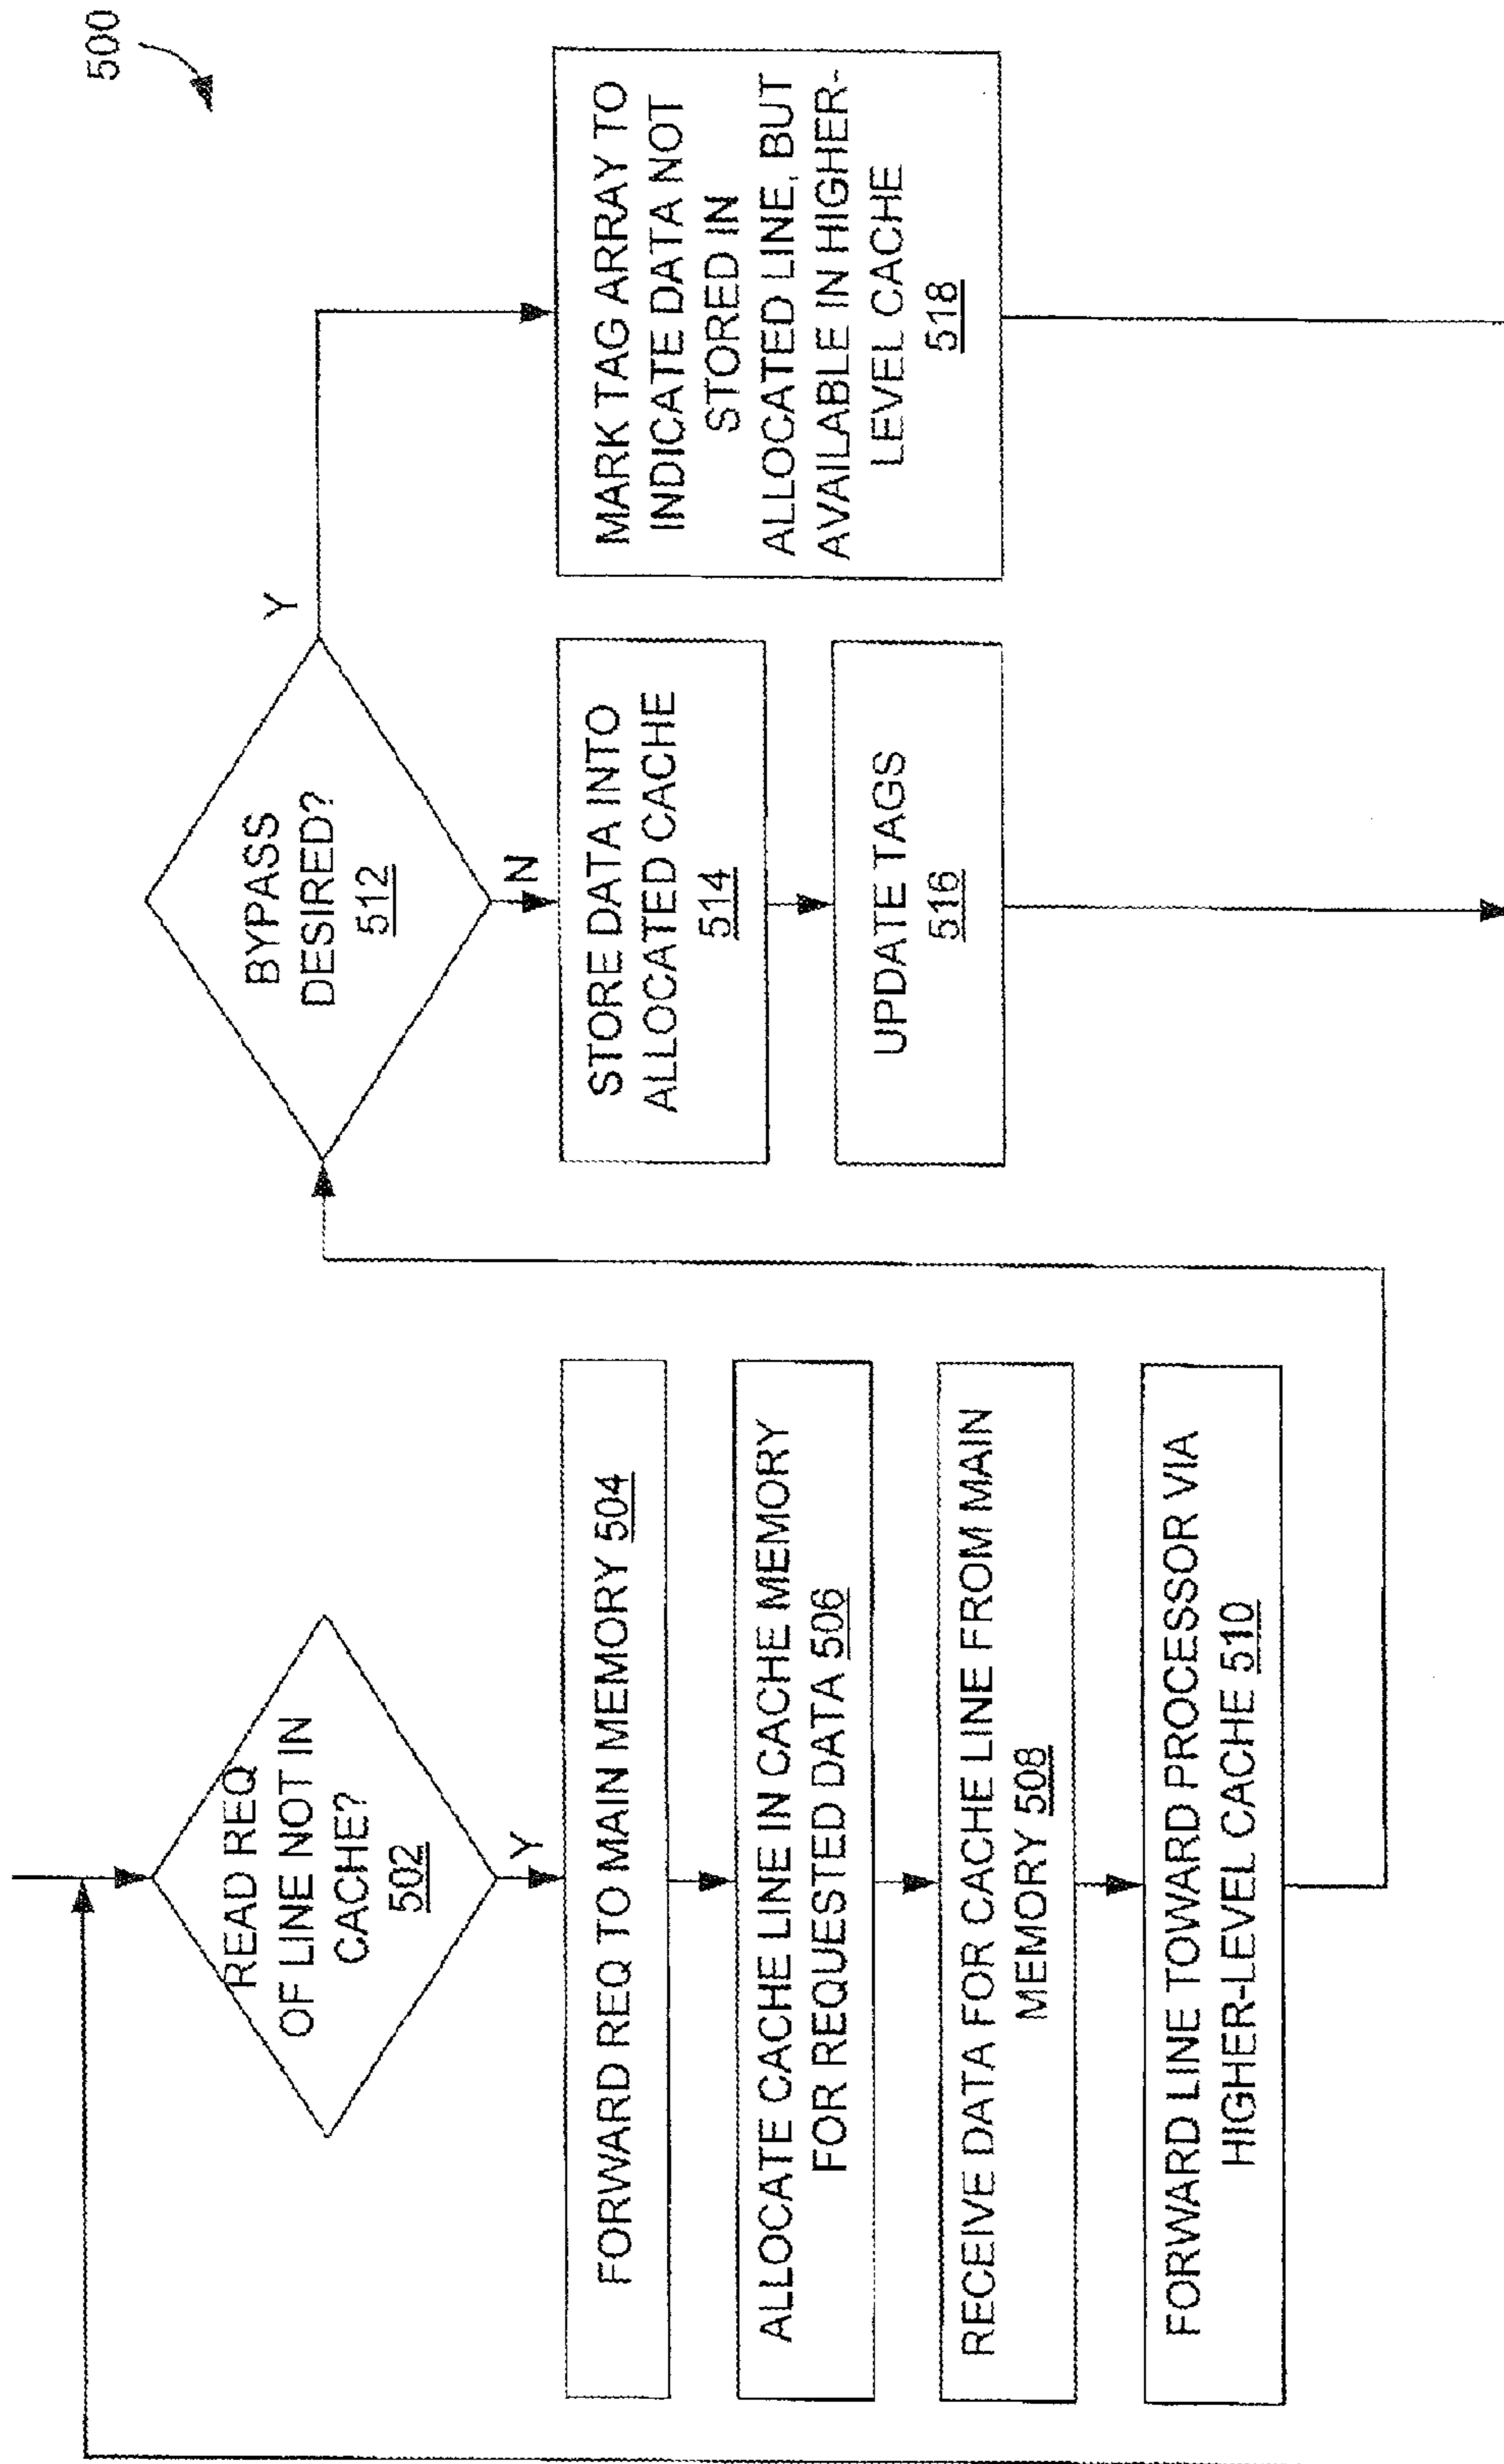 500
READ REQ
OF LINE NOT IN
CACHE?
502
Y
FORWARD REQ TO MAIN MEMORY 504
ALLOCATE CACHE LINE IN CACHE MEMORY
FOR REQUESTED DATA 506
RECEIVE DATA FOR CACHE LINE FROM MAIN
MEMORY 508
FORWARD LINE TOWARD PROCESSOR VIA
HIGHER-LEVEL CACHE 510
BYPASS
DESIRED?
512
Y
N
STORE DATA INTO
ALLOCATED CACHE
514
UPDATE TAGS
516
MARK TAG ARRAY TO
INDICATE DATA NOT
STORED IN
ALLOCATED LINE, BUT
AVAILABLE IN HIGHER-
LEVEL CACHE
518